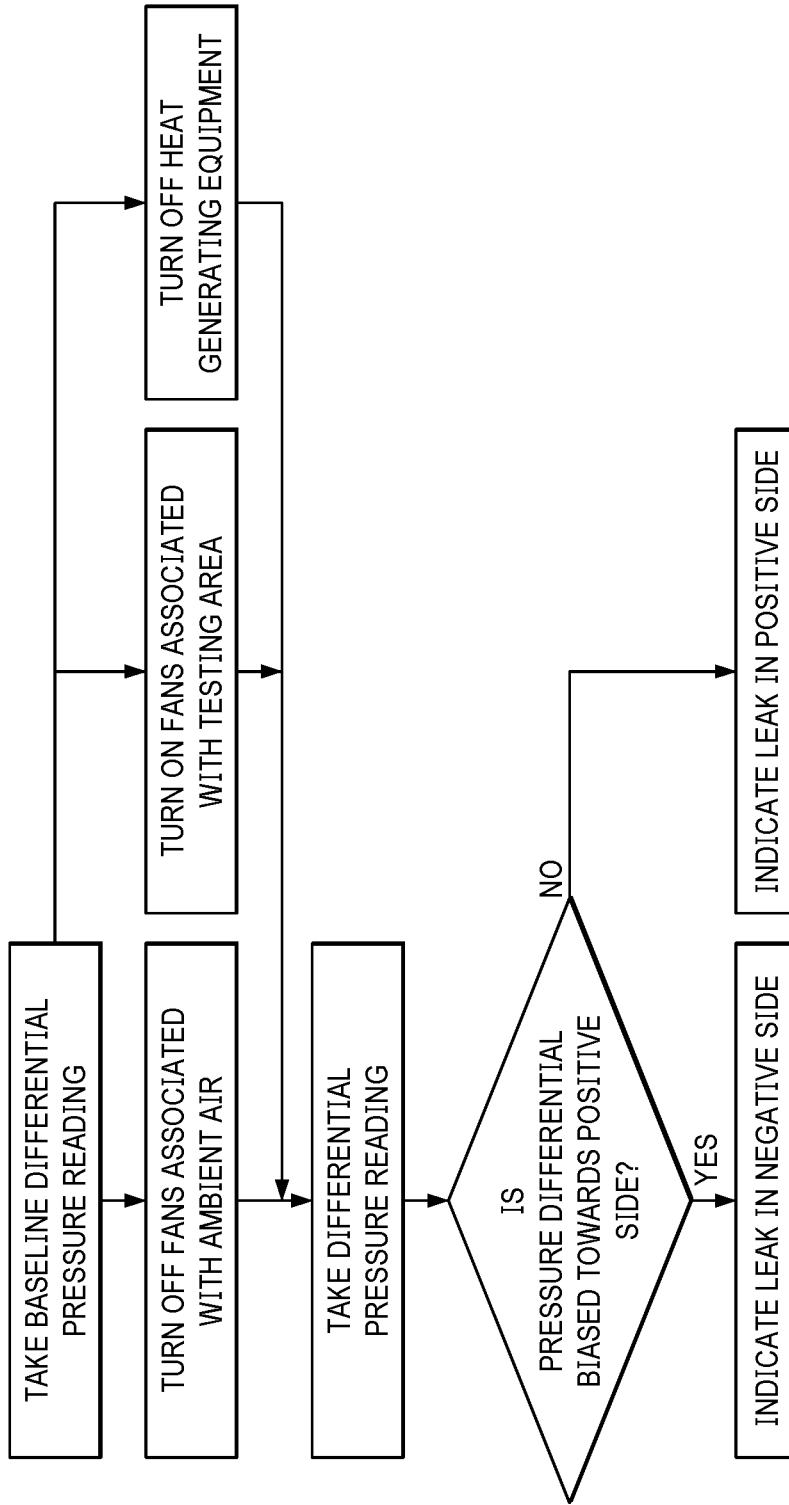 TAKE BASELINE DIFFERENTIAL
PRESSURE READING
TURN OFF FANS ASSOCIATED
WITH AMBIENT AIR
TURN ON FANS ASSOCIATED
WITH TESTING AREA
TURN OFF HEAT
GENERATING EQUIPMENT
TAKE DIFFERENTIAL
PRESSURE READING
IS
PRESSURE DIFFERENTIAL
BIASED TOWARDS POSITIVE
SIDE?
NO
YES
INDICATE LEAK IN NEGATIVE SIDE
INDICATE LEAK IN POSITIVE SIDE